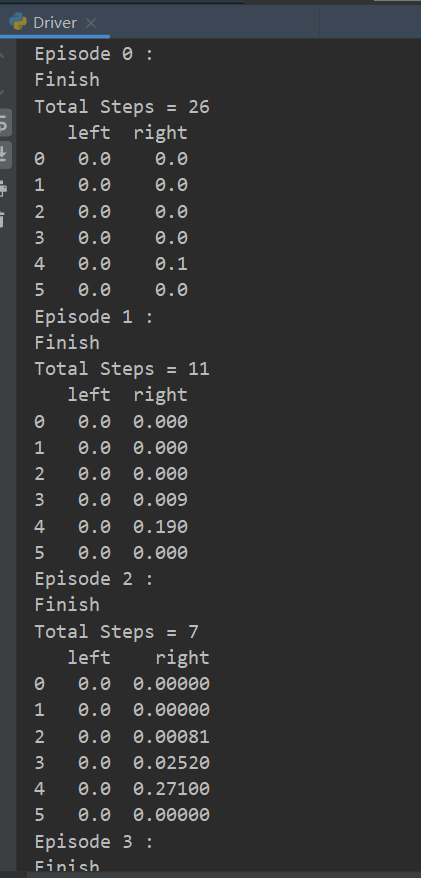 Driver
Episode 0 :
Finish
Total Steps = 26
left right
0 0.0 0.0
1 0.0 0.0
2 0.0 0.0
3 0.0 0.0
4 0.0 0.1
5 0.0 0.0
Episode 1 :
Finish
Total Steps = 11
left right
0 0.0 0.000
1 0.0 0.000
2 0.0 0.000
3 0.0 0.009
4 0.0 0.190
5 0.0 0.000
Episode 2 :
Finish
Total Steps = 7
left right
0 0.0 0.00000
1 0.0 0.00000
2 0.0 0.00081
3 0.0 0.02520
4 0.0 0.27100
5 0.0 0.00000
Episode 3 :
Finish